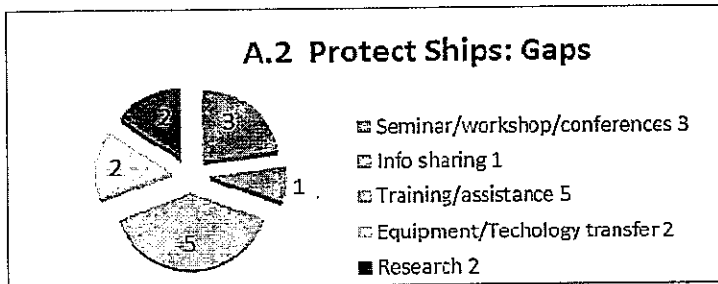 A.2 Protect Ships: Gaps
2
3
2
1
5
Seminar/workshop/conferences 3
Info sharing 1
Training/assistance 5
Equipment/Techology transfer 2
Research 2